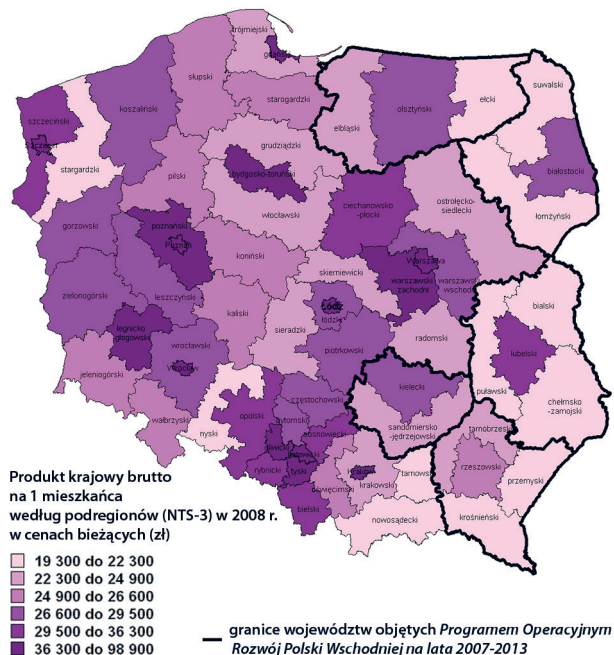 trójmiejski
gdański
słupski
koszaliński
starogardzki
suwalski
ełcki
olsztyński
elbląski
szczeciński
Szczecin
stargardzki
grudziądzki
pilski
bydgosko-toruński
białostocki
łomżyński
ostrołęcko-
siedlecki
ciechanowsko
-płocki
włocławski
gorzowski
poznański
Poznań
koniński
Warszawa
warszawski
zachodni
warszawski
wschodni
skierniewicki
zielonogórski
leszczyński
Łódź
łódzki
bialski
kaliski
sieradzki
legnicko
-głogowski
wrocławski
Wrocław
piotrkowski
radomski
lubelski
puławski
jeleniogórski
kielecki
chełmsko
-zamojski
wałbrzyski
nyski
opolski
częstochowski
bytomski
sandomiersko
-jędrzejowski
tarnobrzeski
sosnowiecki
gliwicki
katowicki
rybnicki
tyski
Kraków
krakowski
tarnowski
rzeszowski
przemyski
oświęcimski
bielski
nowosądecki
krośnieński
Produkt krajowy brutto
na 1 mieszkańca
według podregionów (NTS-3) w 2008 r.
w cenach bieżących (zł)
19 300 do 22 300
22 300 do 24 900
24 900 do 26 600
26 600 do 29 500
29 500 do 36 300
36 300 do 98 900
granice województw objętych Programem Operacyjnym
Rozwój Polski Wschodniej na lata 2007-2013